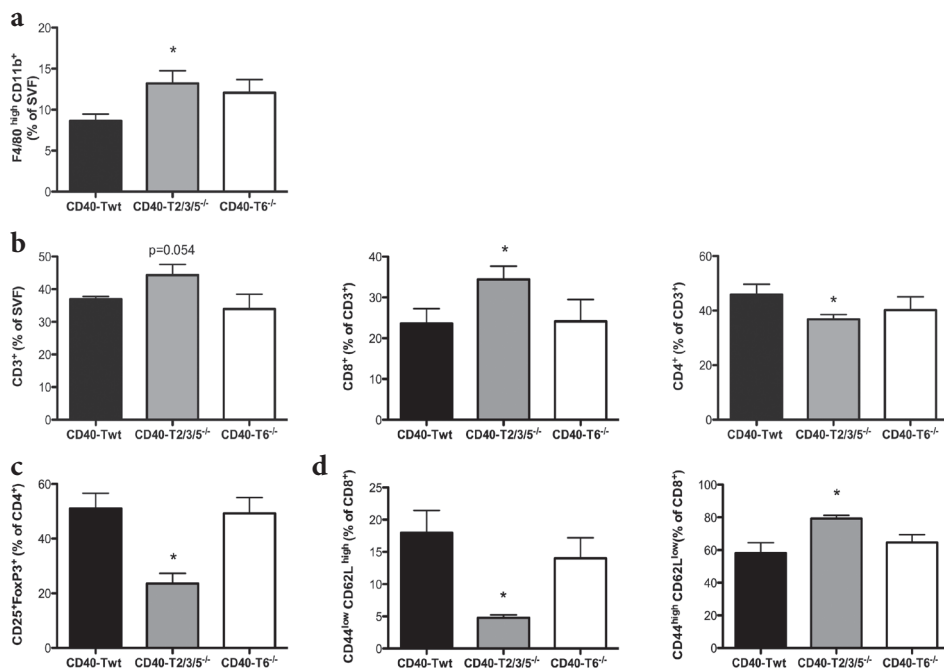 a
F4/80 high CD11b+
(% of SVF)
20
15
10
5
0
CD40-Twt CD40-T2/3/5-/- CD40-T6-/-
*
b
CD3+ (% of SVF)
50
40
30
20
10
0
p=0.054
CD40-Twt CD40-T2/3/5-/- CD40-T6-/-
CD8+ (% of CD3+)
40
30
20
10
0
*
CD40-Twt CD40-T2/3/5-/- CD40-T6-/-
CD4+ (% of CD3+)
60
40
20
0
*
CD40-Twt CD40-T2/3/5-/- CD40-T6-/-
c
CD25+FoxP3+ (% of CD4+)
60
40
20
0
*
CD40-Twt CD40-T2/3/5-/- CD40-T6-/-
d
CD44low CD62L high (% of CD8+)
25
20
15
10
5
0
*
CD40-Twt CD40-T2/3/5-/- CD40-T6-/-
CD44high CD62Llow(% of CD8+)
100
80
60
40
20
0
*
CD40-Twt CD40-T2/3/5-/- CD40-T6-/-